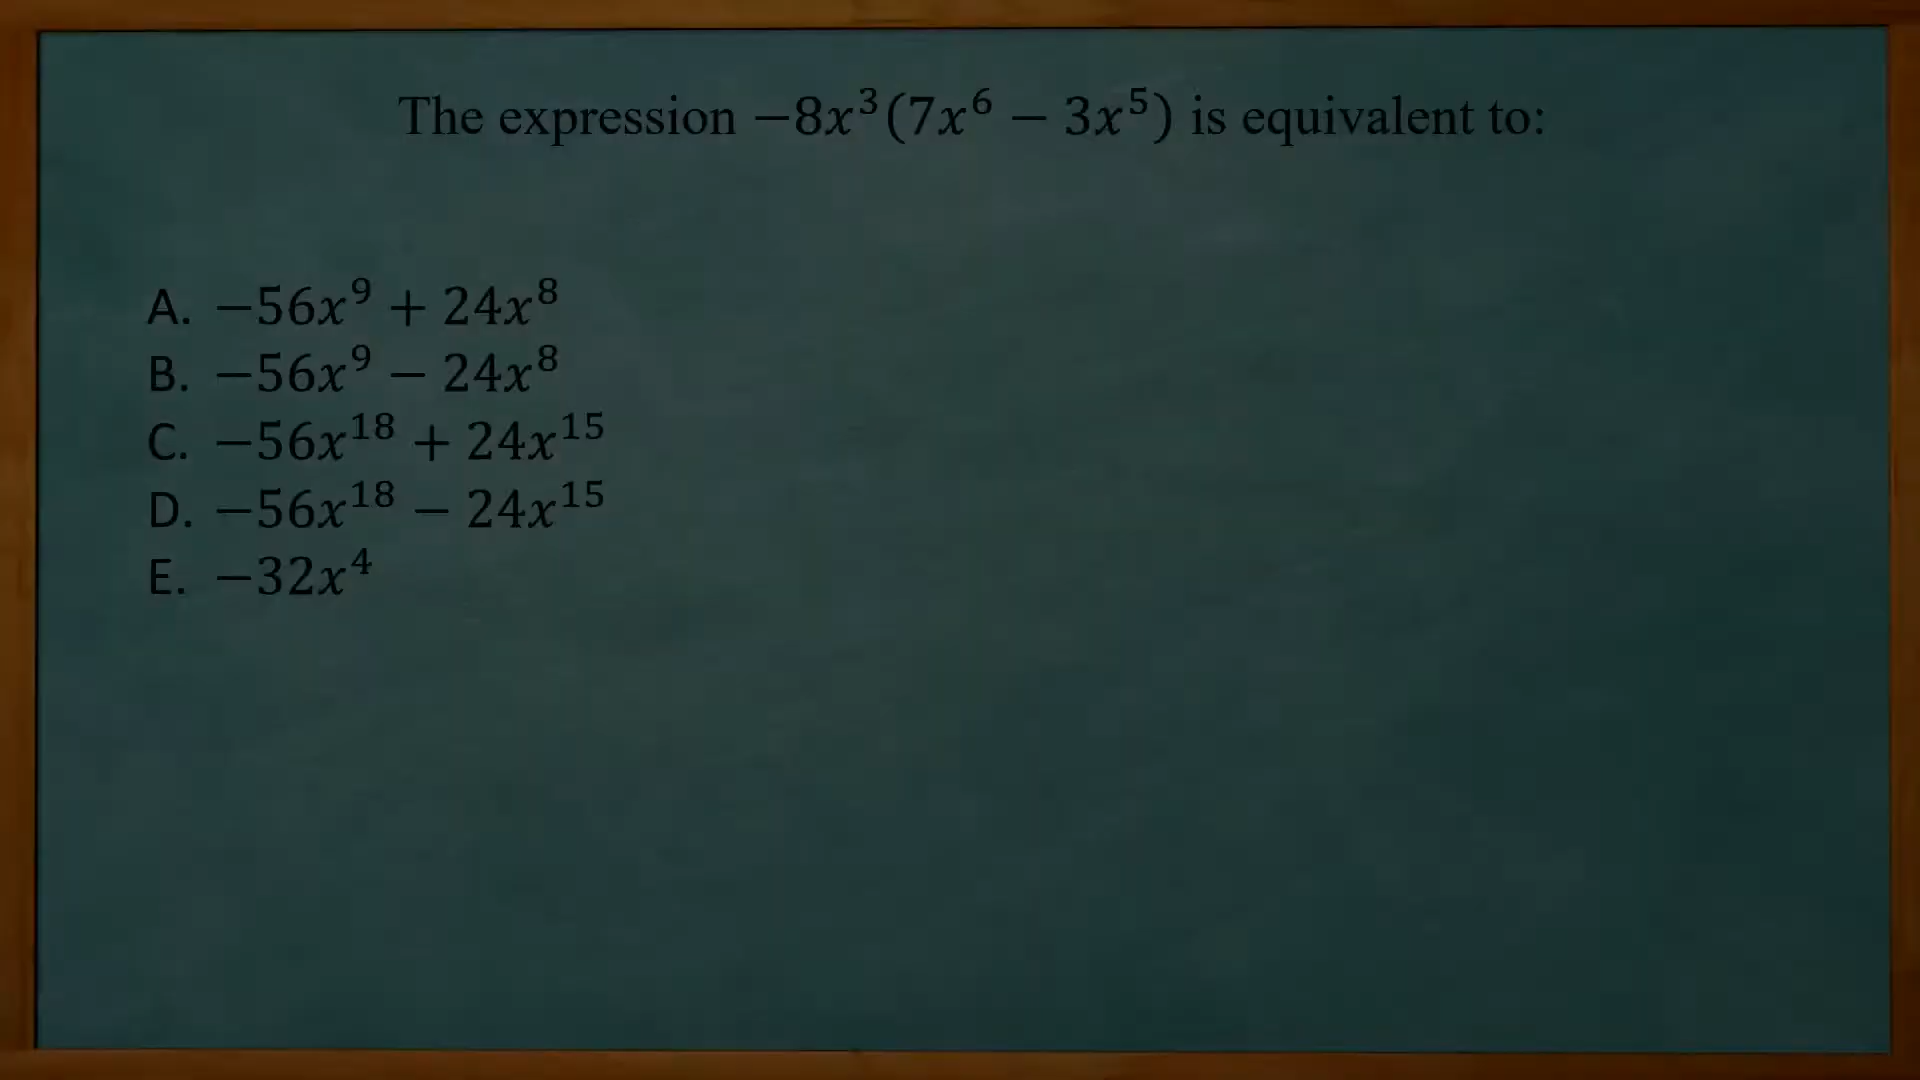 The expression −8x³(7x⁶ − 3x⁵) is equivalent to:
A. −56x⁹ + 24x⁸
B. −56x⁹ − 24x⁸
C. −56x¹⁸ + 24x¹⁵
D. −56x¹⁸ − 24x¹⁵
E. −32x⁴